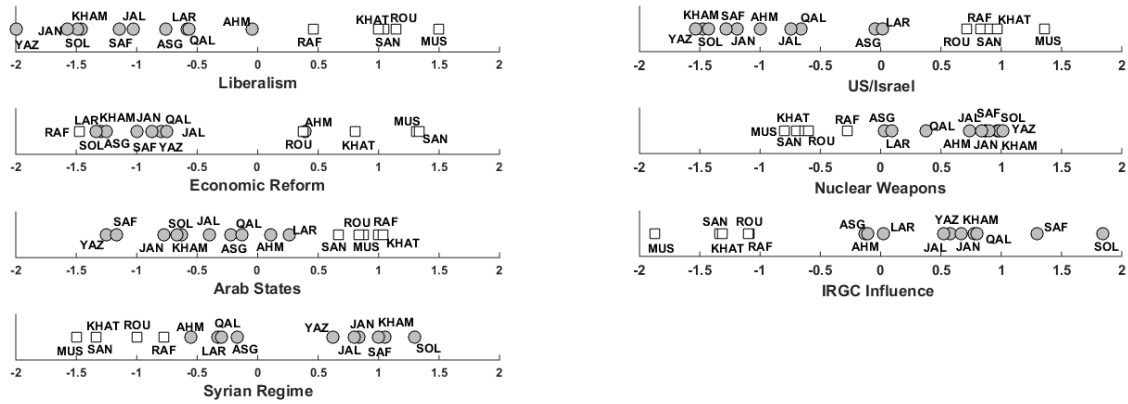 KHAM JAL LAR KHAT ROU
JAN AHM
YAZ SOL SAF ASG QAL RAF SAN MUS
-2 -1.5 -1 -0.5 0 0.5 1 1.5 2
Liberalism
KHAM SAF AHM QAL LAR RAF KHAT
YAZ SOL JAN JAL ASG ROU SAN MUS
-2 -1.5 -1 -0.5 0 0.5 1 1.5 2
US/Israel
LAR KHAM JAN QAL AHM MUS
RAF SOL ASG SAF YAZ JAL ROU KHAT SAN
-2 -1.5 -1 -0.5 0 0.5 1 1.5 2
Economic Reform
RAF ASG QAL JAL SAF SOL
MUS SAN ROU LAR AHM JAN YAZ KHAM
-2 -1.5 -1 -0.5 0 0.5 1 1.5 2
Nuclear Weapons
SAF SOL JAL QAL LAR ROU RAF
YAZ JAN KHAM ASG AHM SAN MUS KHAT
-2 -1.5 -1 -0.5 0 0.5 1 1.5 2
Arab States
SAN ROU ASG LAR YAZ KHAM SAF
MUS KHAT RAF AHM JAL JAN QAL SOL
-2 -1.5 -1 -0.5 0 0.5 1 1.5 2
IRGC Influence
KHAT ROU AHM QAL YAZ JAN KHAM
MUS SAN RAF LAR ASG JAL SAF SOL
-2 -1.5 -1 -0.5 0 0.5 1 1.5 2
Syrian Regime